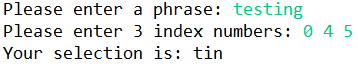 Please enter a phrase: testing
Please enter 3 index numbers: 0 4 5
Your selection is: tin